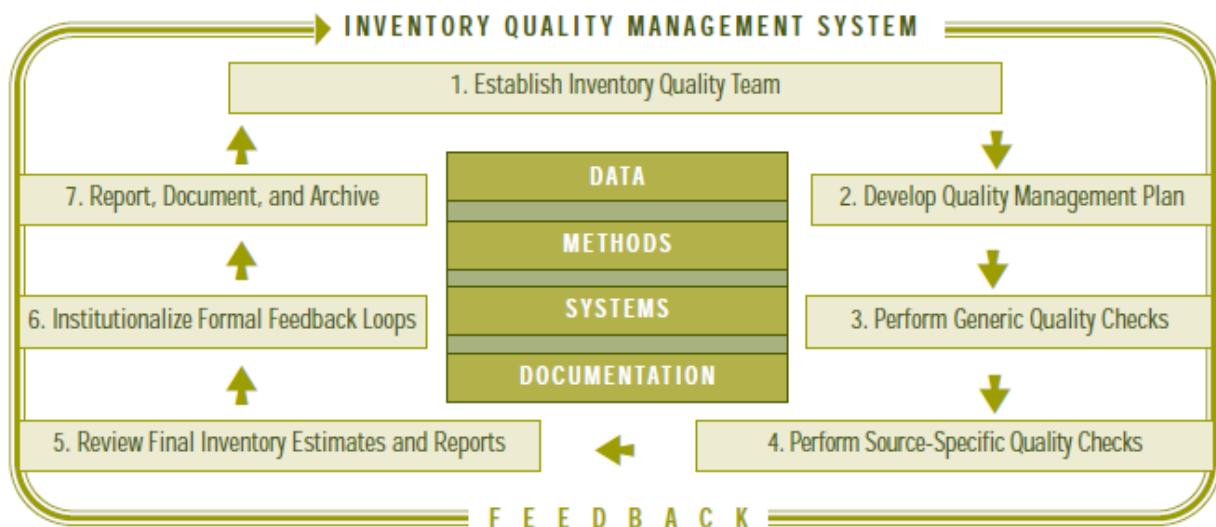 INVENTORY QUALITY MANAGEMENT SYSTEM
1. Establish Inventory Quality Team
2. Develop Quality Management Plan
3. Perform Generic Quality Checks
4. Perform Source-Specific Quality Checks
5. Review Final Inventory Estimates and Reports
6. Institutionalize Formal Feedback Loops
7. Report, Document, and Archive
DATA
METHODS
SYSTEMS
DOCUMENTATION
FEEDBACK